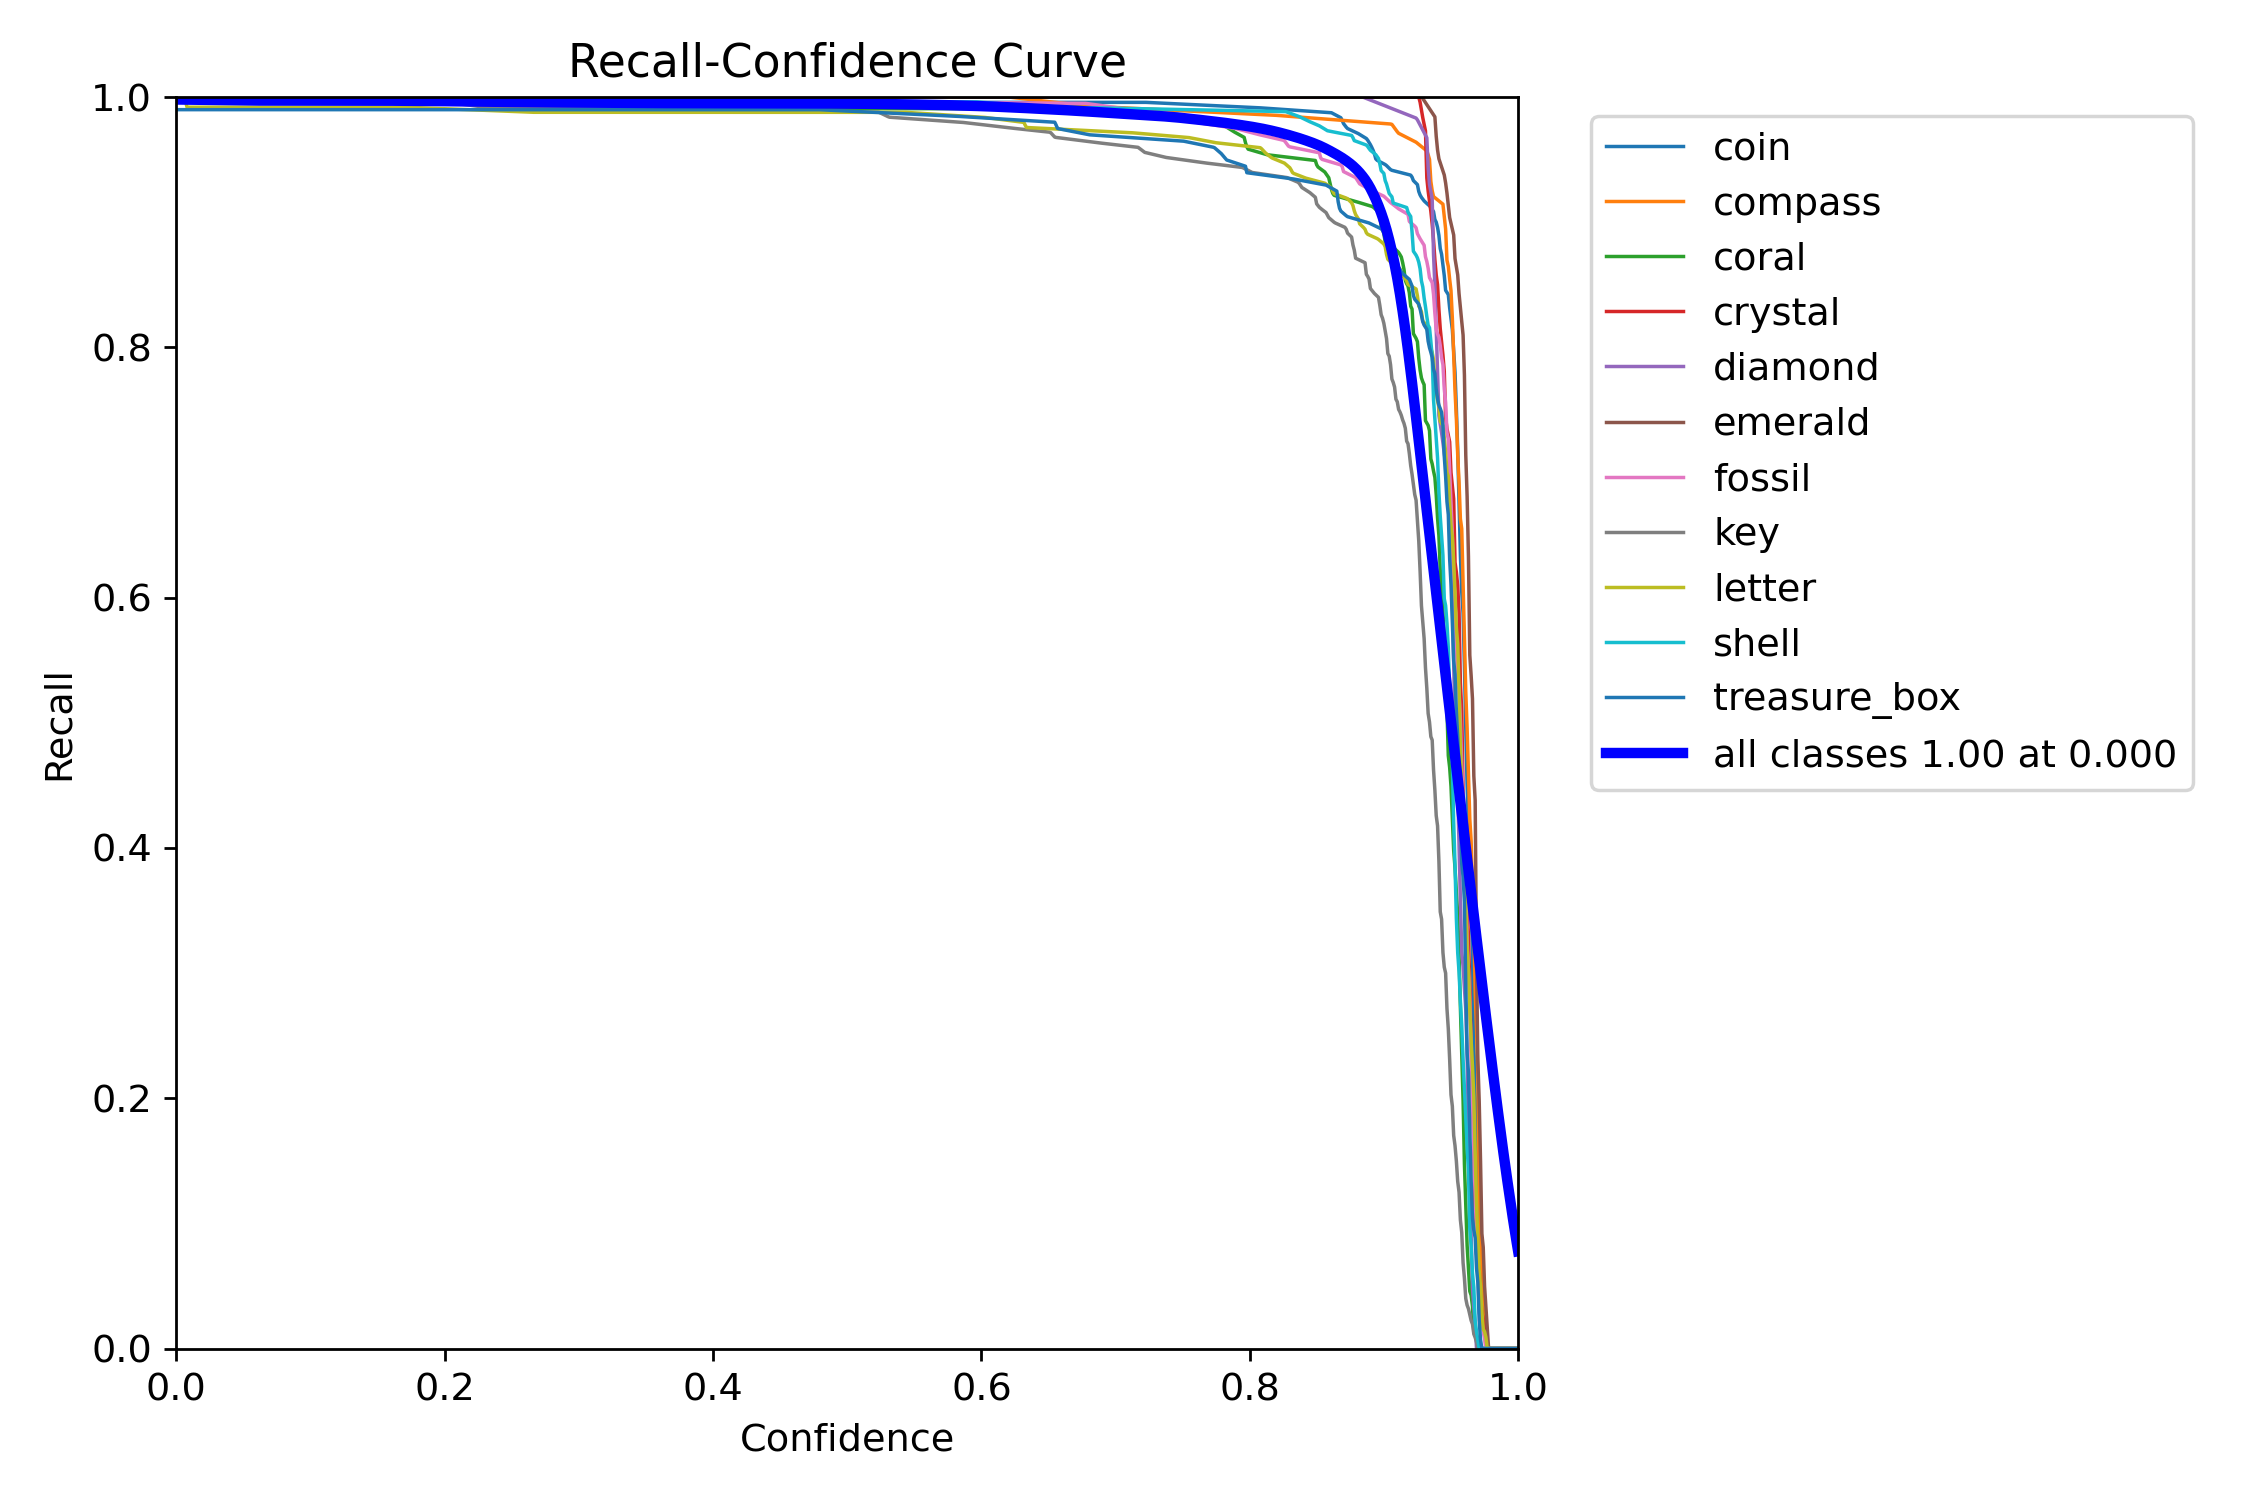 Recall-Confidence Curve
1.0
0.8
0.6
0.4
0.2
0.0
Recall
0.0 0.2 0.4 0.6 0.8 1.0
Confidence
coin
compass
coral
crystal
diamond
emerald
fossil
key
letter
shell
treasure_box
all classes 1.00 at 0.000